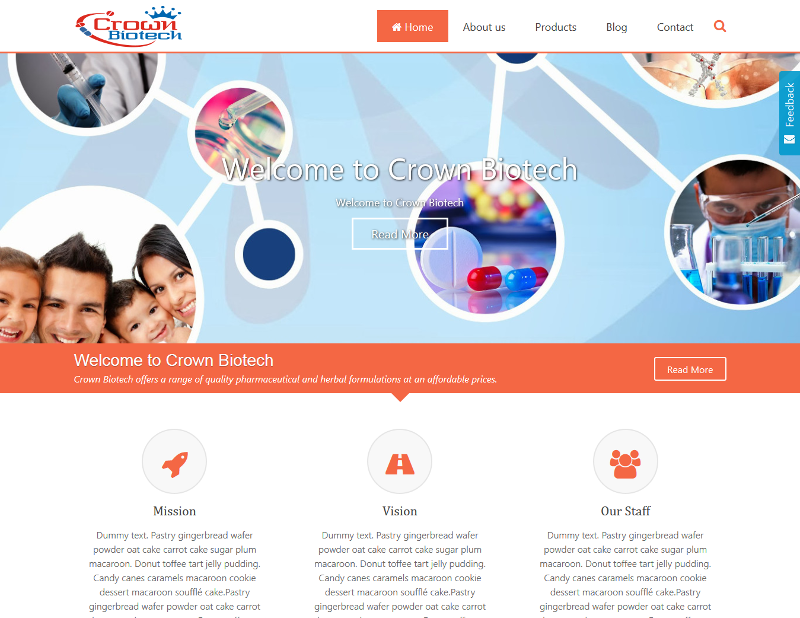 Crown
Biotech
Home
About us
Products
Blog
Contact
Feedback
Welcome to Crown Biotech
Welcome to Crown Biotech
Read More
Welcome to Crown Biotech
Crown Biotech offers a range of quality pharmaceutical and herbal formulations at an affordable prices.
Read More
Mission
Dummy text. Pastry gingerbread wafer
powder oat cake carrot cake sugar plum
macaroon. Donut toffee tart jelly pudding.
Candy canes caramels macaroon cookie
dessert macaroon soufflé cake.Pastry
gingerbread wafer powder oat cake carrot
Vision
Dummy text. Pastry gingerbread wafer
powder oat cake carrot cake sugar plum
macaroon. Donut toffee tart jelly pudding.
Candy canes caramels macaroon cookie
dessert macaroon soufflé cake.Pastry
gingerbread wafer powder oat cake carrot
Our Staff
Dummy text. Pastry gingerbread wafer
powder oat cake carrot cake sugar plum
macaroon. Donut toffee tart jelly pudding.
Candy canes caramels macaroon cookie
dessert macaroon soufflé cake.Pastry
gingerbread wafer powder oat cake carrot